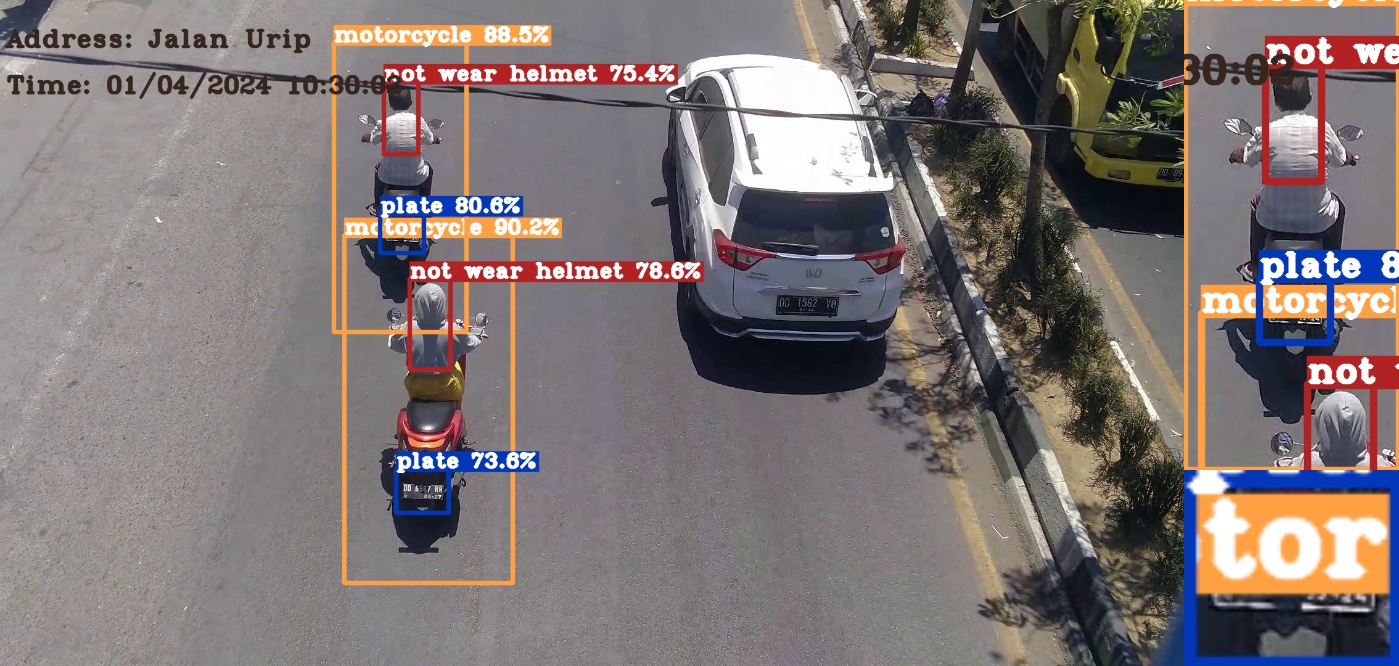 Address: Jalan Urip
Time: 01/04/2024 10:30:02
motorcycle 88.5%
not wear helmet 75.4%
plate 80.6%
motorcycle 90.2%
not wear helmet 78.6%
plate 73.6%
DD 1582 VO
30:02
not we
plate 8
motorcycl
not
tor